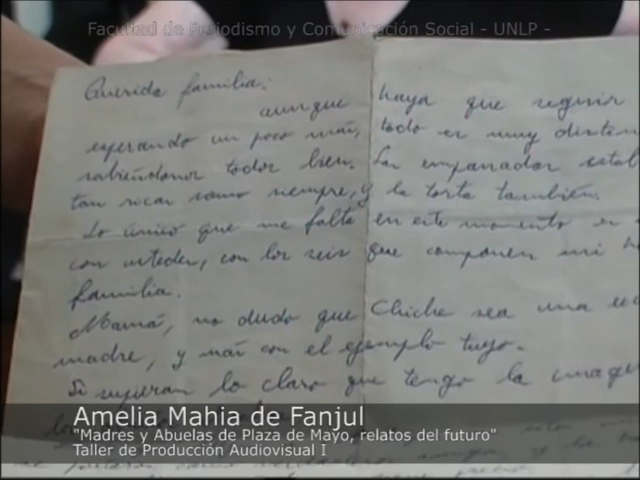 Facultad de Periodismo y Comunicación Social - UNLP -
Querida familia:
aunque haya que seguir
esperando un poco más, todo es muy distin
sabiéndonos todos bien. Las empanadas estab
tan ricas como siempre, y la torta también.
Lo único que me falta en este momento es
con ustedes, con los seis que componen mi
familia.
Mamá, no dudo que Chiche sea una
madre, y más con el ejemplo tuyo.
Si supieran lo claro que tengo la image
Amelia Mahia de Fanjul
"Madres y Abuelas de Plaza de Mayo, relatos del futuro"
Taller de Producción Audiovisual I